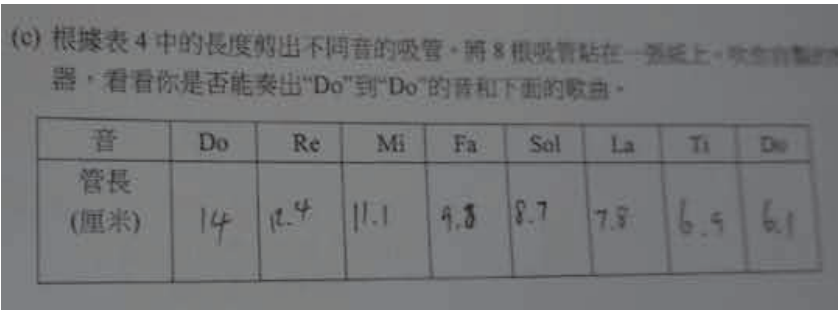 (c) 根據表 4 中的長度剪出不同音的吸管。將 8 根吸管黏在一張紙上。
器，看看你是否能奏出“Do”到“Do”的音和下面的歌曲。
音 Do Re Mi Fa Sol La Ti Do
管長
(厘米) 14 12.4 11.1 9.8 8.7 7.8 6.9 6.1